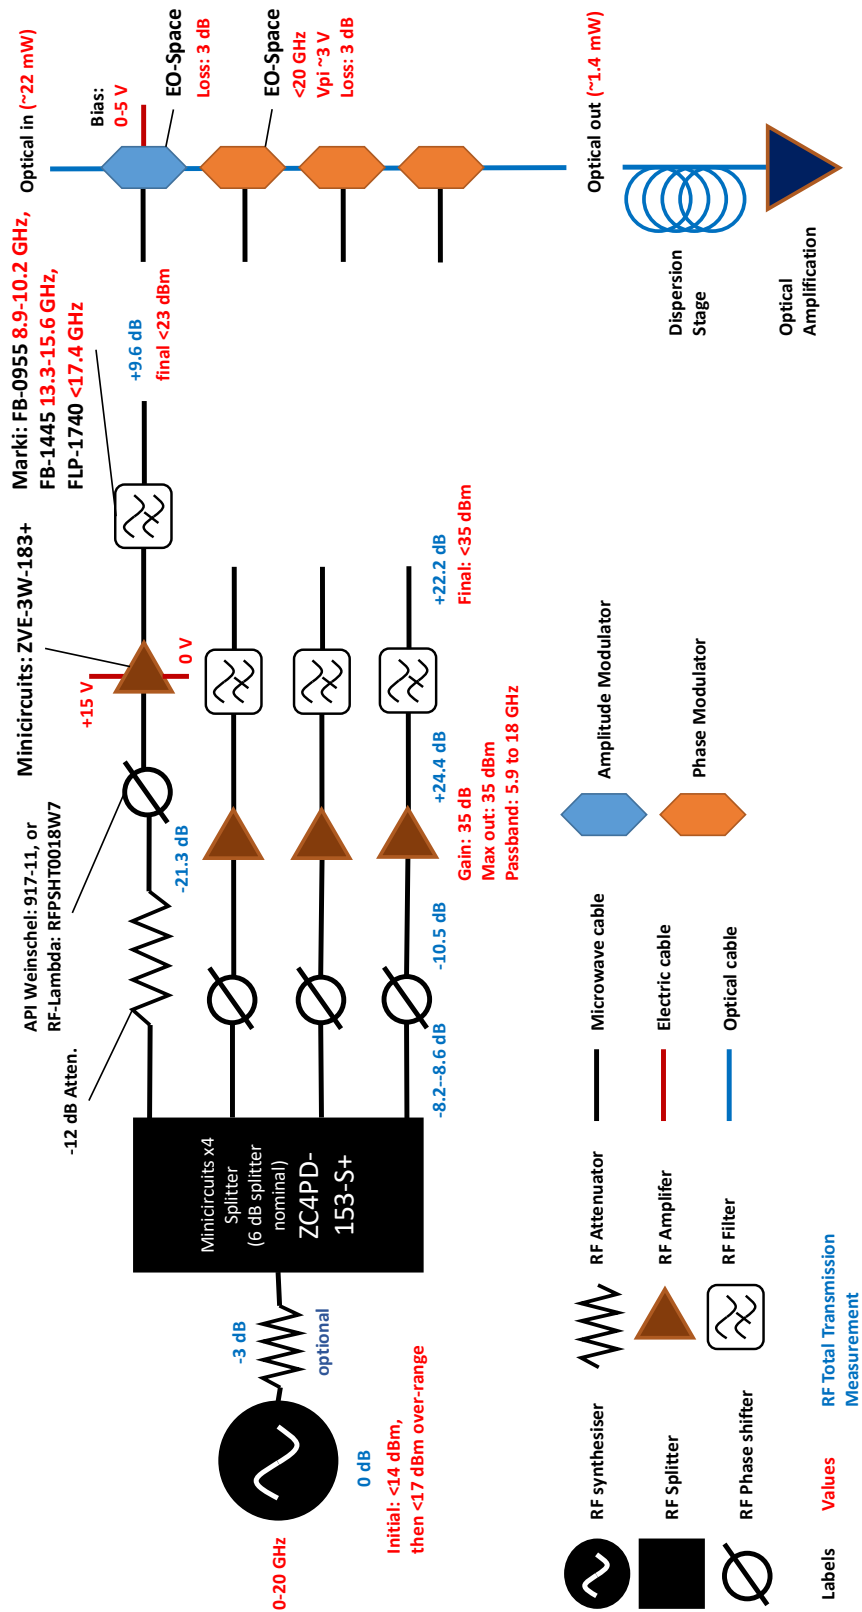 Optical in (~22 mW)
Bias:
0-5 V
EO-Space
Loss: 3 dB
EO-Space
<20 GHz
Vpi ~3 V
Loss: 3 dB
Optical out (~1.4 mW)
Dispersion
Stage
Optical
Amplification
Marki: FB-0955 8.9-10.2 GHz,
FB-1445 13.3-15.6 GHz,
FLP-1740 <17.4 GHz
+9.6 dB
final <23 dBm
Minicircuits: ZVE-3W-183+
+15 V
0 V
API Weinschel: 917-11, or
RF-Lambda: RFPSHT0018W7
-21.3 dB
-12 dB Atten.
Minicircuits x4
Splitter
(6 dB splitter
nominal)
ZC4PD-
153-S+
-8.2--8.6 dB
-10.5 dB
+24.4 dB
Gain: 35 dB
Max out: 35 dBm
Passband: 5.9 to 18 GHz
+22.2 dB
Final: <35 dBm
-3 dB
optional
0-20 GHz
0 dB
Initial: <14 dBm,
then <17 dBm over-range
RF synthesiser
RF Attenuator
Microwave cable
Amplitude Modulator
RF Splitter
RF Amplifer
Electric cable
Phase Modulator
RF Phase shifter
RF Filter
Optical cable
Labels
Values
RF Total Transmission
Measurement